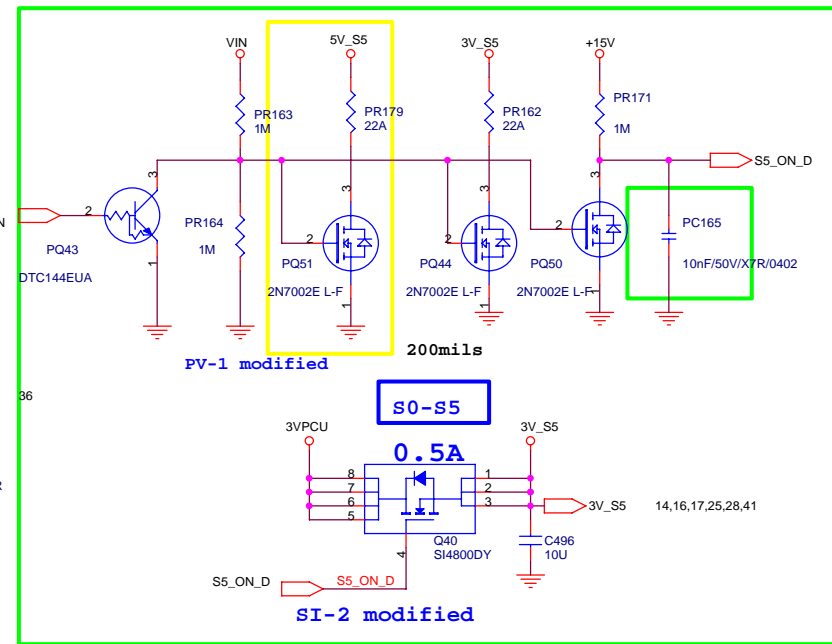 VIN
5V_S5
3V_S5
+15V
PR163
1M
PR179
22A
PR162
22A
PR171
1M
3
3
3
3
S5_ON_D
N
2
PR164
1M
2
2
2
PC165
10nF/50V/X7R/0402
PQ43
DTC144EUA
1
PQ51
2N7002E L-F
1
PQ44
2N7002E L-F
1
PQ50
2N7002E L-F
1
200mils
PV-1 modified
36
S0-S5
3VPCU
3V_S5
0.5A
8
7
6
5
1
2
3
R
3V_S5
14,16,17,25,28,41
4
Q40
SI4800DY
C496
10U
S5_ON_D
S5_ON_D
SI-2 modified